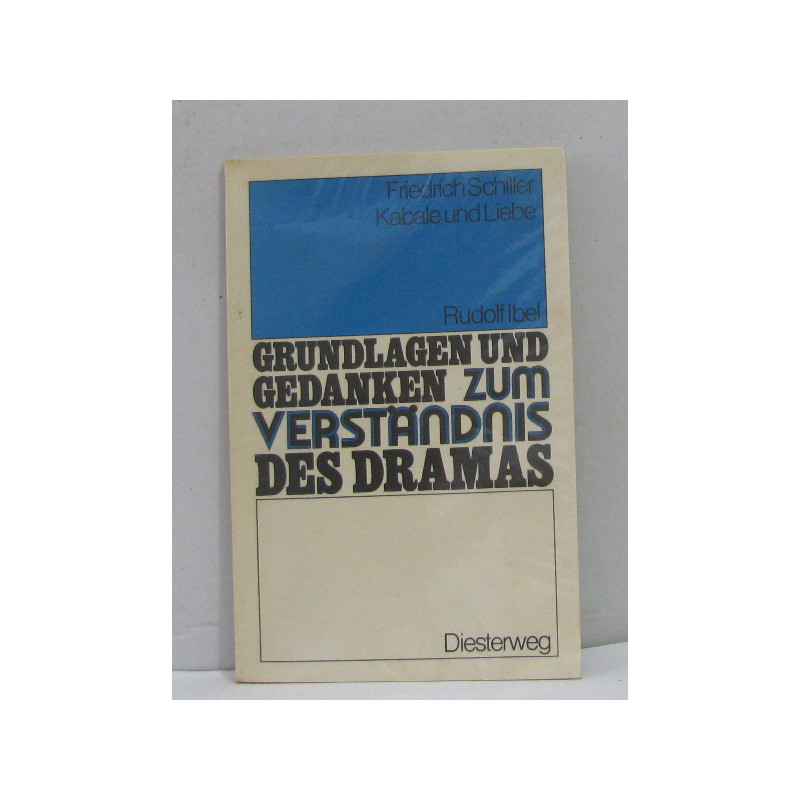 Friedrich Schiller
Kabale und Liebe
Rudolf Ibel
GRUNDLAGEN UND
GEDANKEN ZUM
VERSTÄNDNIS
DES DRAMAS
Diesterweg